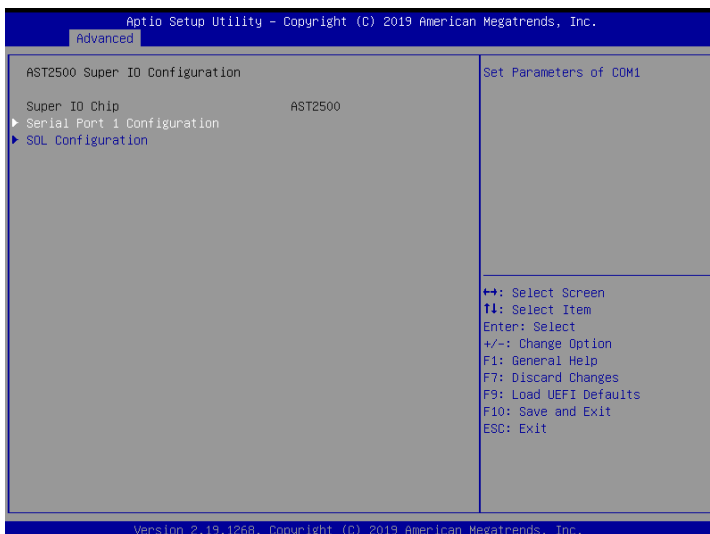 Aptio Setup Utility – Copyright (C) 2019 American Megatrends, Inc.
Advanced
AST2500 Super IO Configuration
Super IO Chip AST2500
Serial Port 1 Configuration
SOL Configuration
Set Parameters of COM1
↔: Select Screen
↑↓: Select Item
Enter: Select
+/-: Change Option
F1: General Help
F7: Discard Changes
F9: Load UEFI Defaults
F10: Save and Exit
ESC: Exit
Version 2.19.1268. Copyright (C) 2019 American Megatrends, Inc.